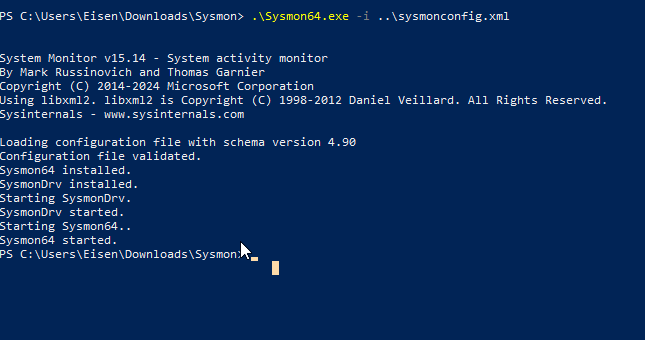 PS C:\Users\Eisen\Downloads\Sysmon> .\Sysmon64.exe -i ..\sysmonconfig.xml
System Monitor v15.14 - System activity monitor
By Mark Russinovich and Thomas Garnier
Copyright (C) 2014-2024 Microsoft Corporation
Using libxml2. libxml2 is Copyright (C) 1998-2012 Daniel Veillard. All Rights Reserved.
Sysinternals - www.sysinternals.com
Loading configuration file with schema version 4.90
Configuration file validated.
Sysmon64 installed.
SysmonDrv installed.
Starting SysmonDrv.
SysmonDrv started.
Starting Sysmon64..
Sysmon64 started.
PS C:\Users\Eisen\Downloads\Sysmon>